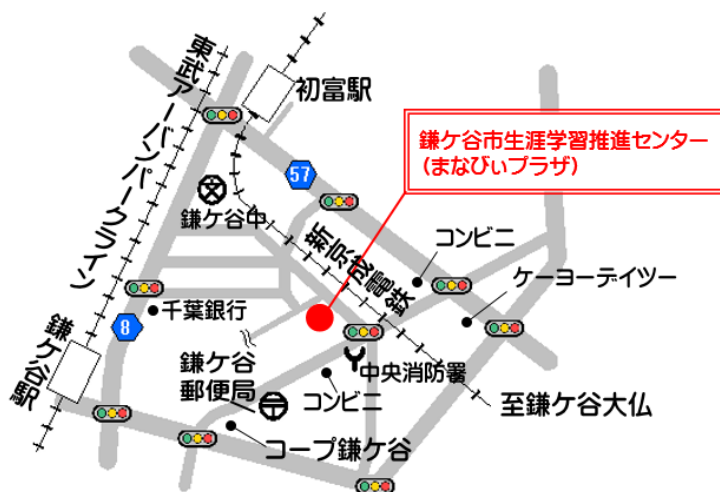 東武アーバンパークライン
初富駅
鎌ケ谷市生涯学習推進センター
(まなびぃプラザ)
57
鎌ケ谷中
新京成電鉄
コンビニ
ケーヨーデイツー
千葉銀行
8
鎌ケ谷駅
鎌ケ谷
郵便局
中央消防署
コンビニ
至鎌ケ谷大仏
コープ鎌ケ谷